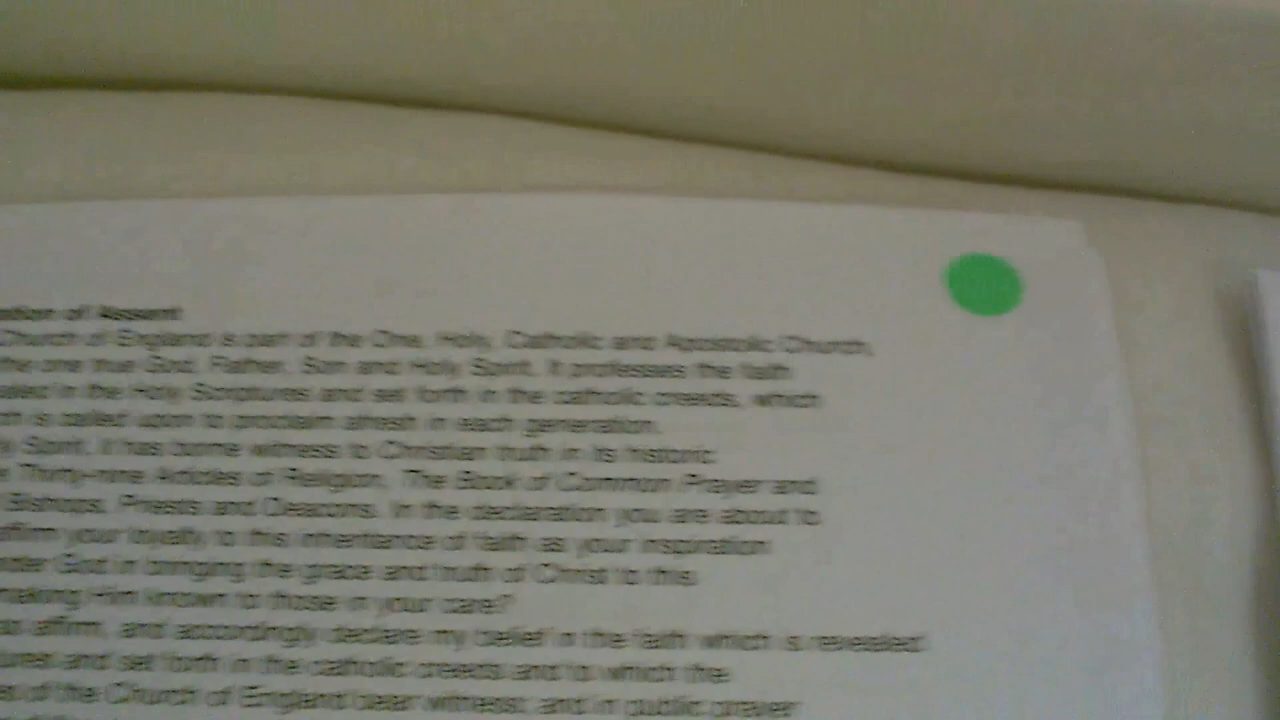 of Assent
Church of England is part of the One, Holy, Catholic and Apostolic Church,
the one true God, Father, Son and Holy Spirit. It professes the faith
in the Holy Scriptures and set forth in the catholic creeds, which
is called upon to proclaim afresh in each generation.
Spirit, it has borne witness to Christian truth in its historic
Thirty-nine Articles of Religion, The Book of Common Prayer and
Bishops, Priests and Deacons. In the declaration you are about to
affirm your loyalty to this inheritance of faith as your inspiration
God in bringing the grace and truth of Christ to this
making Him known to those in your care?
affirm, and accordingly declare my belief in the faith which is revealed
and set forth in the catholic creeds and to which the
of the Church of England bear witness; and in public prayer